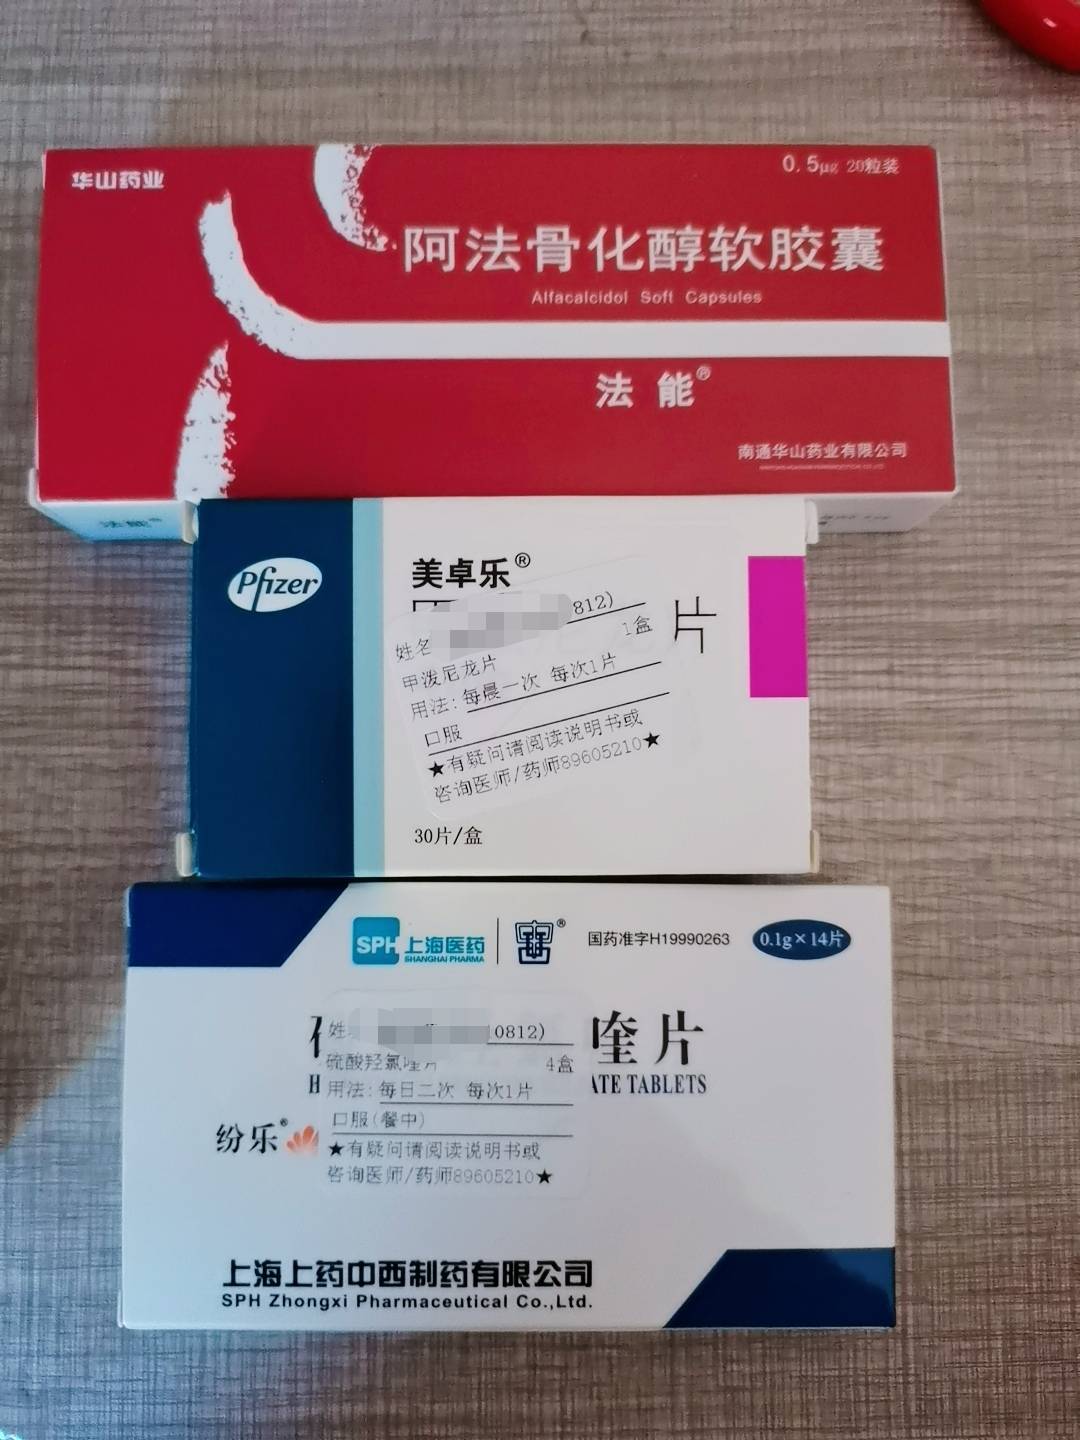 华山药业
0.5μg 20粒装
阿法骨化醇软胶囊
Alfacalcidol Soft Capsules
法能®
南通华山药业有限公司
法能®
Pfizer
美卓乐®
片
812)
姓名
1盒
甲泼尼龙片
用法:每晨一次 每次1片
口服
★有疑问请阅读说明书或
咨询医师/药师89605210★
30片/盒
SPH 上海医药
SHANGHAI PHARMA
®
国药准字H19990263
0.1g×14片
喹片
ATE TABLETS
姓
0812)
硫酸羟氯喹片
4盒
用法:每日二次 每次1片
口服(餐中)
★有疑问请阅读说明书或
咨询医师/药师89605210★
H
纷乐®
上海上药中西制药有限公司
SPH Zhongxi Pharmaceutical Co.,Ltd.